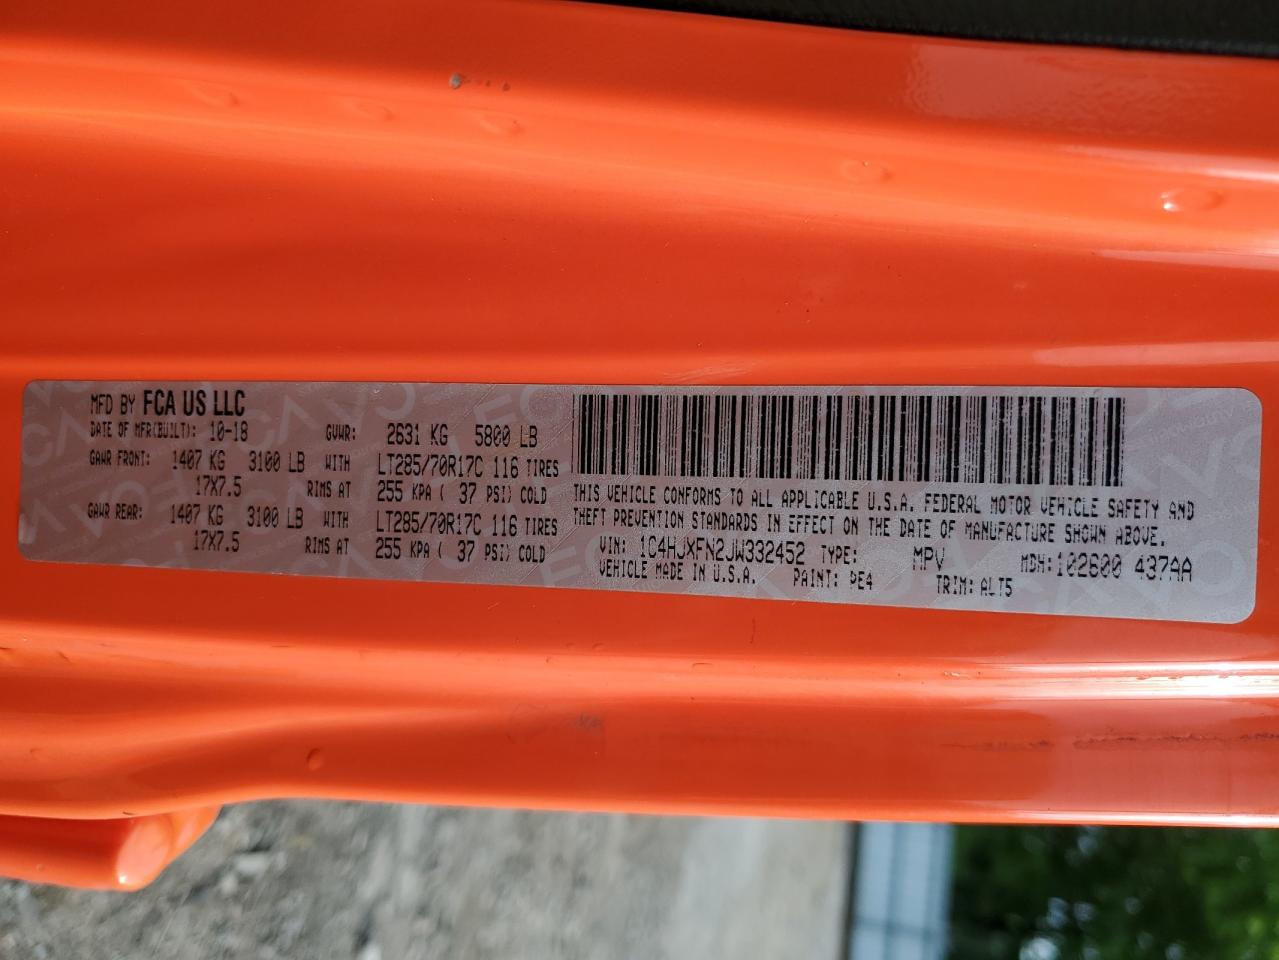 MFD BY FCA US LLC
DATE OF MFR(BUILT): 10-18 GVWR: 2631 KG 5800 LB
GAWR FRONT: 1407 KG 3100 LB WITH LT285/70R17C 116 TIRES
17X7.5 RIMS AT 255 KPA ( 37 PSI) COLD
GAWR REAR: 1407 KG 3100 LB WITH LT285/70R17C 116 TIRES
17X7.5 RIMS AT 255 KPA ( 37 PSI) COLD
THIS VEHICLE CONFORMS TO ALL APPLICABLE U.S.A. FEDERAL MOTOR VEHICLE SAFETY AND
THEFT PREVENTION STANDARDS IN EFFECT ON THE DATE OF MANUFACTURE SHOWN ABOVE.
VIN: 1C4HJXFN2JW332452 TYPE: MPV MDH: 102600 437AA
VEHICLE MADE IN U.S.A. PAINT: PE4 TRIM: ALT5